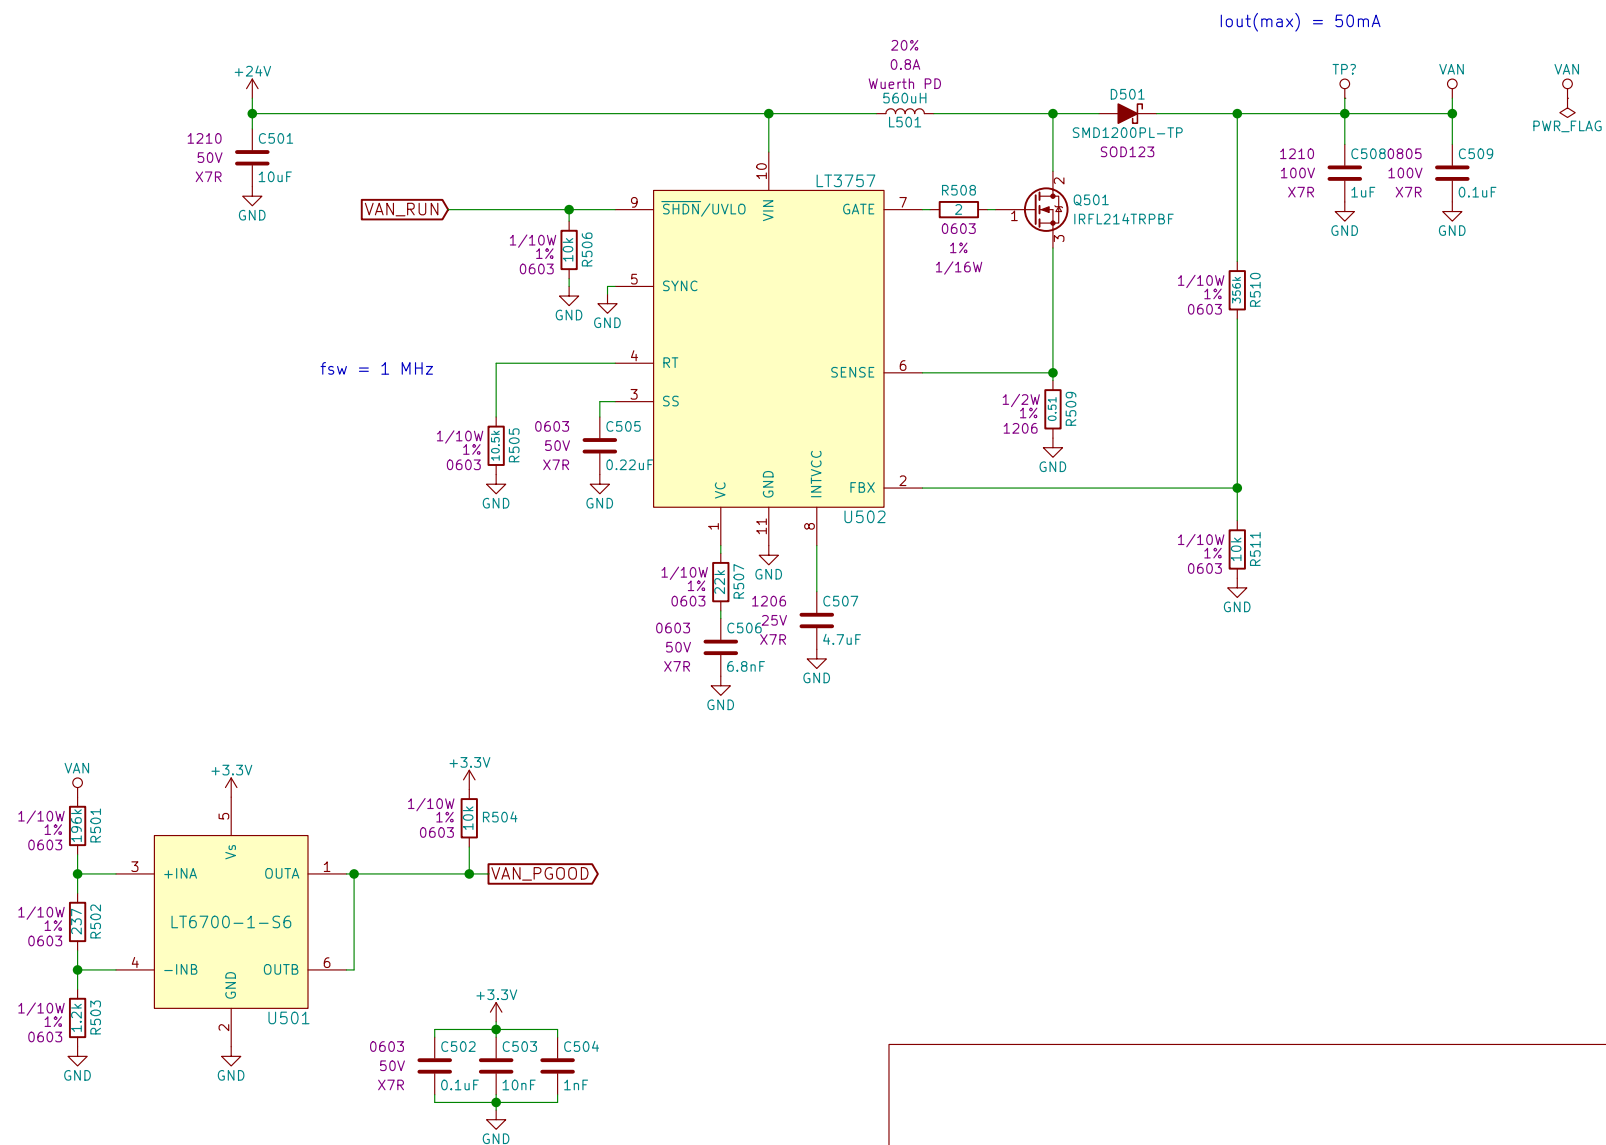 Iout(max) = 50mA
20%
0.8A
Wuerth PD
560uH
L501
+24V
1210
50V
X7R
C501
10uF
GND
D501
SMD1200PL-TP
SOD123
TP?
VAN
VAN
PWR_FLAG
1210
100V
X7R
C508
1uF
GND
0805
100V
X7R
C509
0.1uF
GND
VAN_RUN
1/10W
1%
0603
10k
R506
GND
GND
LT3757
10
VIN
9
SHDN/UVLO
5
SYNC
4
RT
3
SS
7
GATE
6
SENSE
2
FBX
VC
1
GND
11
INTVCC
8
U502
R508
2
0603
1%
1/16W
1
2
3
Q501
IRFL214TRPBF
1/10W
1%
0603
356k
R510
1/2W
1%
1206
0.51
R509
GND
fsw = 1 MHz
1/10W
1%
0603
10.5k
R505
GND
0603
50V
X7R
C505
0.22uF
GND
1/10W
1%
0603
10k
R511
GND
1/10W
1%
0603
22k
R507
GND
1206
25V
X7R
C507
4.7uF
GND
0603
50V
X7R
C506
6.8nF
GND
VAN
1/10W
1%
0603
196k
R501
1/10W
1%
0603
237
R502
1/10W
1%
0603
1.2k
R503
GND
+3.3V
5
Vs
3
+INA
OUTA
1
LT6700-1-S6
4
-INB
OUTB
6
GND
2
U501
GND
+3.3V
1/10W
1%
0603
10k
R504
VAN_PGOOD
+3.3V
0603
50V
X7R
C502
0.1uF
C503
10nF
C504
1nF
GND